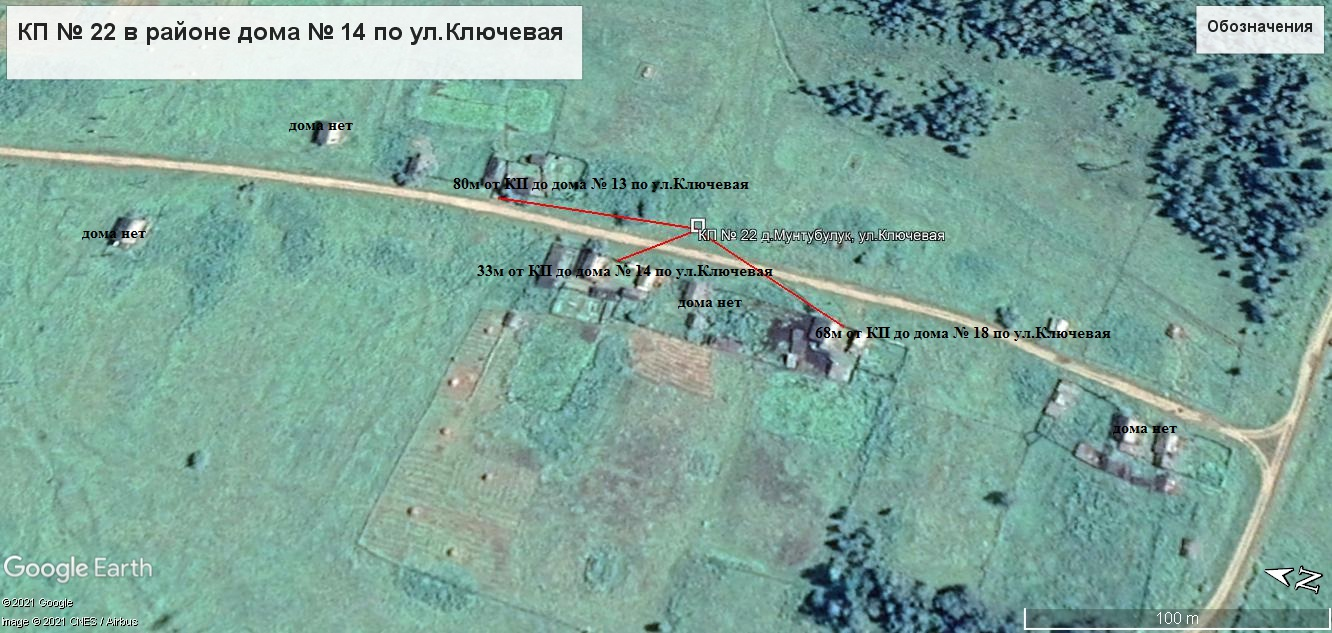 КП № 22 в районе дома № 14 по ул.Ключевая
Обозначения
дома нет
80м от КП до дома № 13 по ул.Ключевая
дома нет
КП № 22 д.Мунтубулук, ул.Ключевая
33м от КП до дома № 14 по ул.Ключевая
дома нет
68м от КП до дома № 18 по ул.Ключевая
дома нет
Google Earth
©2021 Google
Image © 2021 CNES / Airbus
N
100 m